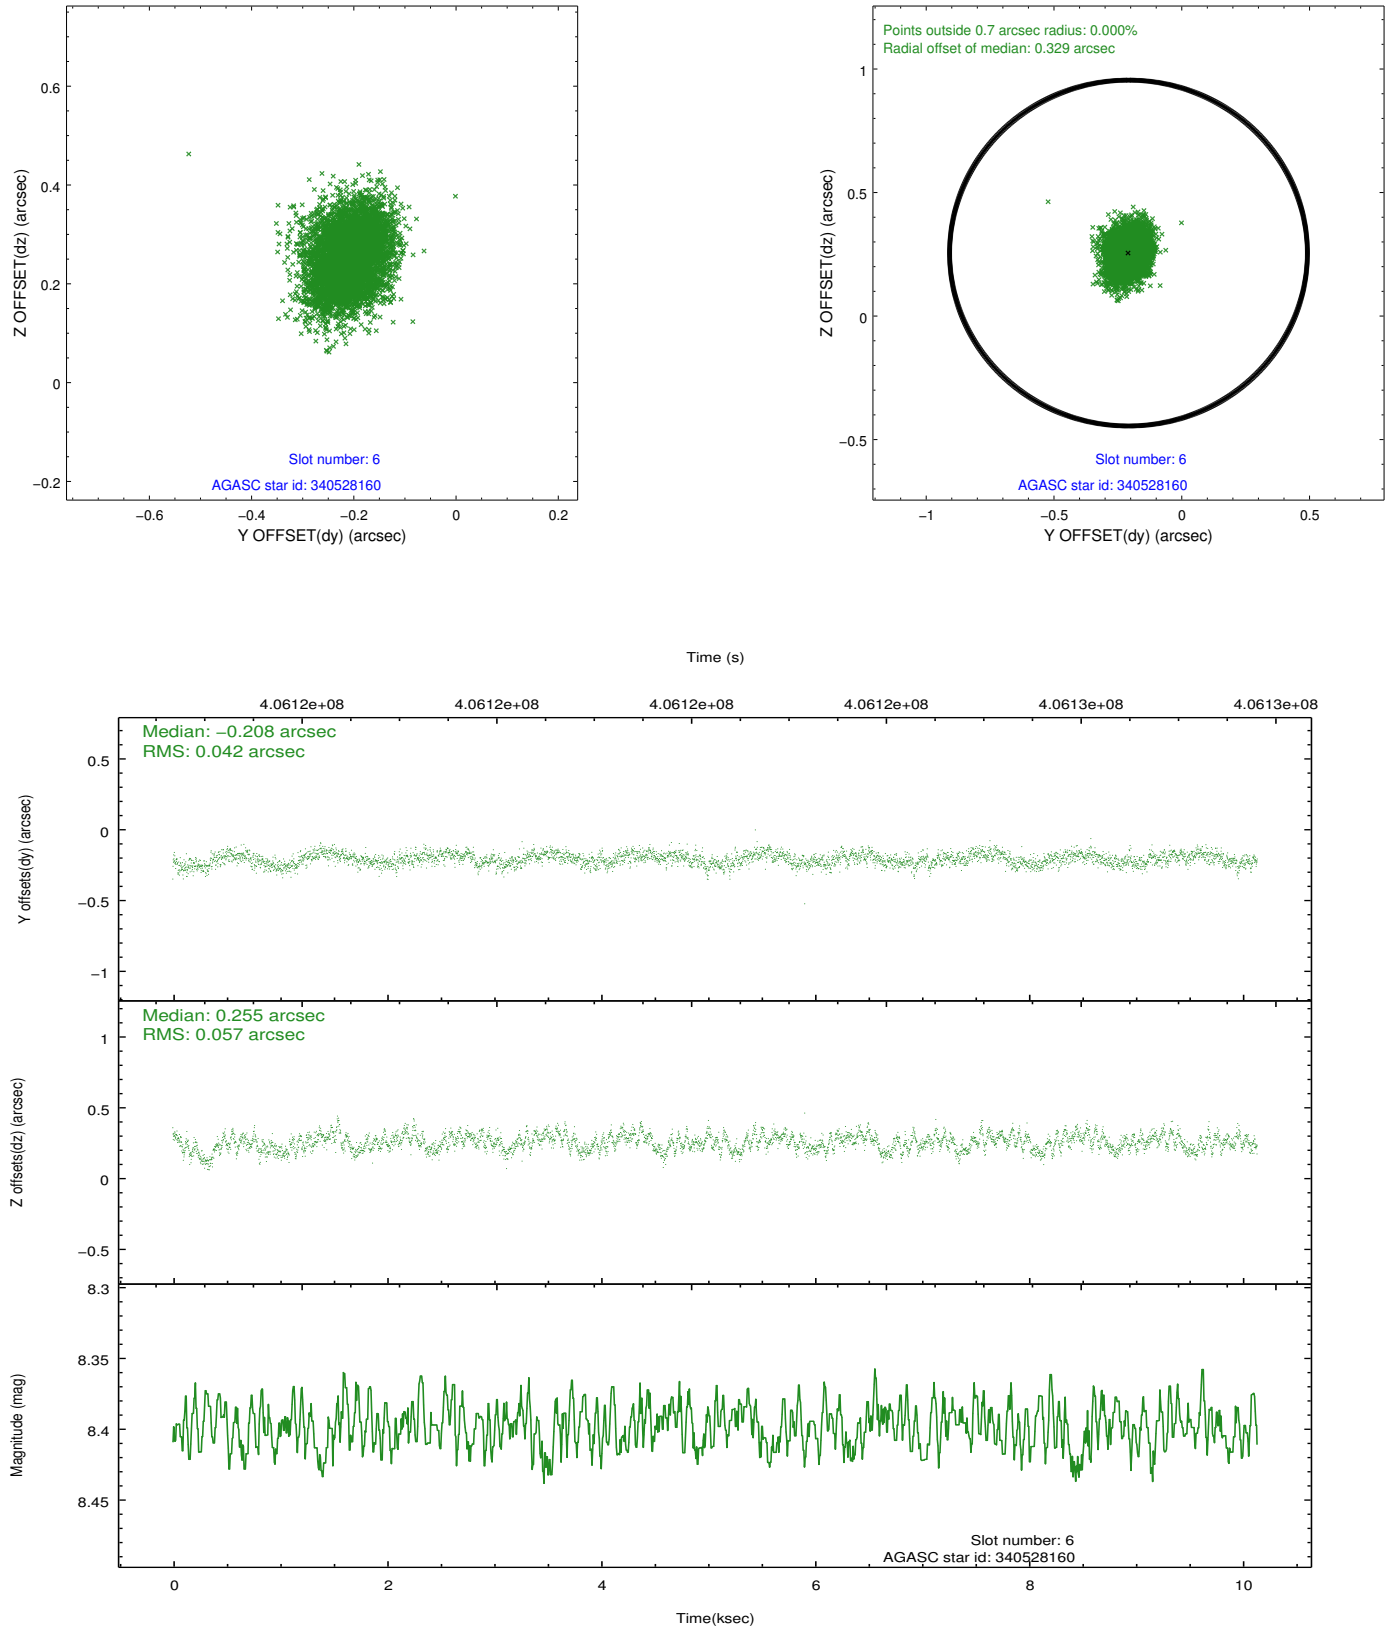 0.6
0.4
0.2
0
−0.2
Z OFFSET(dz) (arcsec)
Slot number: 6
AGASC star id: 340528160
−0.6
−0.4
−0.2
0
0.2
Y OFFSET(dy) (arcsec)
Points outside 0.7 arcsec radius: 0.000%
Radial offset of median: 0.329 arcsec
1
0.5
0
−0.5
Z OFFSET(dz) (arcsec)
Slot number: 6
AGASC star id: 340528160
−1
−0.5
0
0.5
Y OFFSET(dy) (arcsec)
Time (s)
4.0612e+08
4.0612e+08
4.0612e+08
4.0612e+08
4.0613e+08
4.0613e+08
Median: −0.208 arcsec
RMS: 0.042 arcsec
0.5
0
−0.5
−1
Y offsets(dy) (arcsec)
Median: 0.255 arcsec
RMS: 0.057 arcsec
1
0.5
0
−0.5
Z offsets(dz) (arcsec)
8.3
8.35
8.4
8.45
Magnitude (mag)
Slot number: 6
AGASC star id: 340528160
0
2
4
6
8
10
Time(ksec)